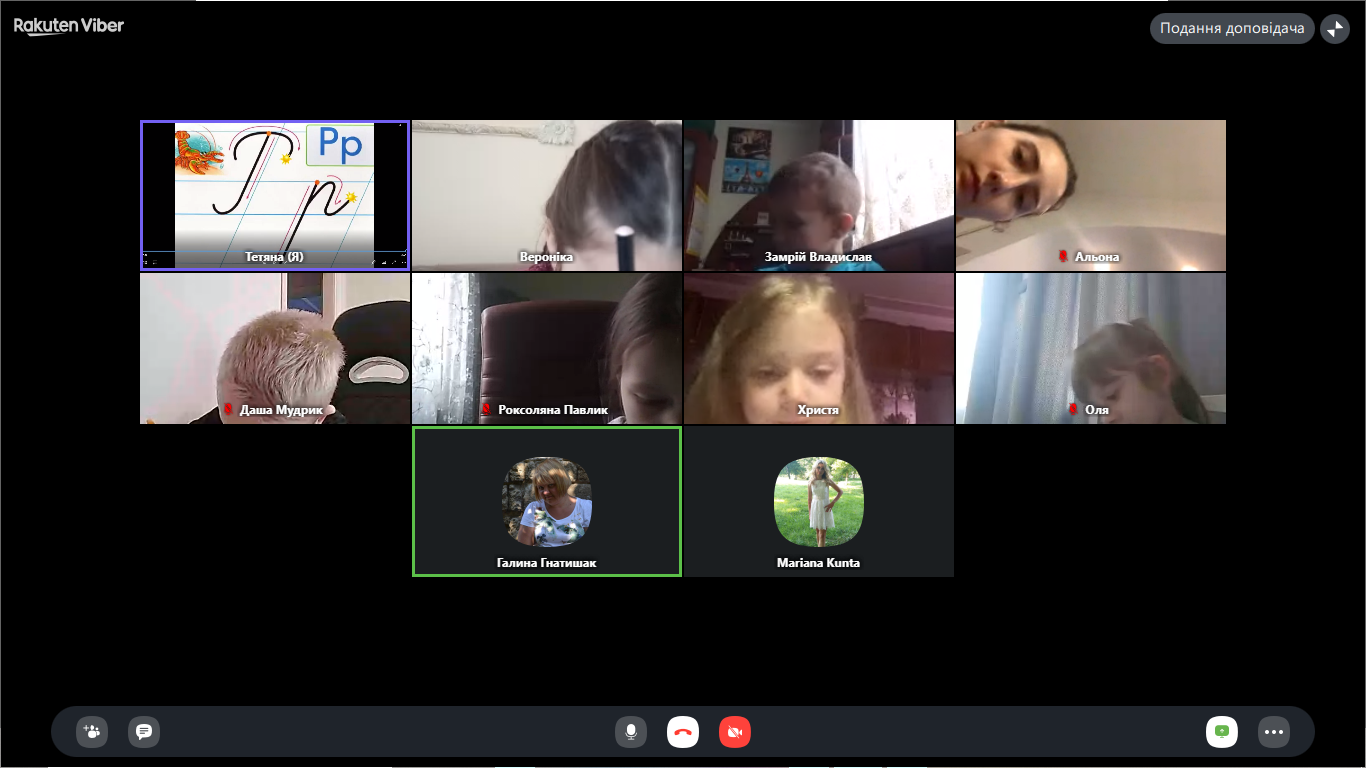 Rakuten Viber
Подання доповідача
Рр
Р р
Тетяна (Я)
Вероніка
Замрій Владислав
Альона
Даша Мудрик
Роксоляна Павлик
Христя
Оля
Галина Гнатишак
Mariana Kunta